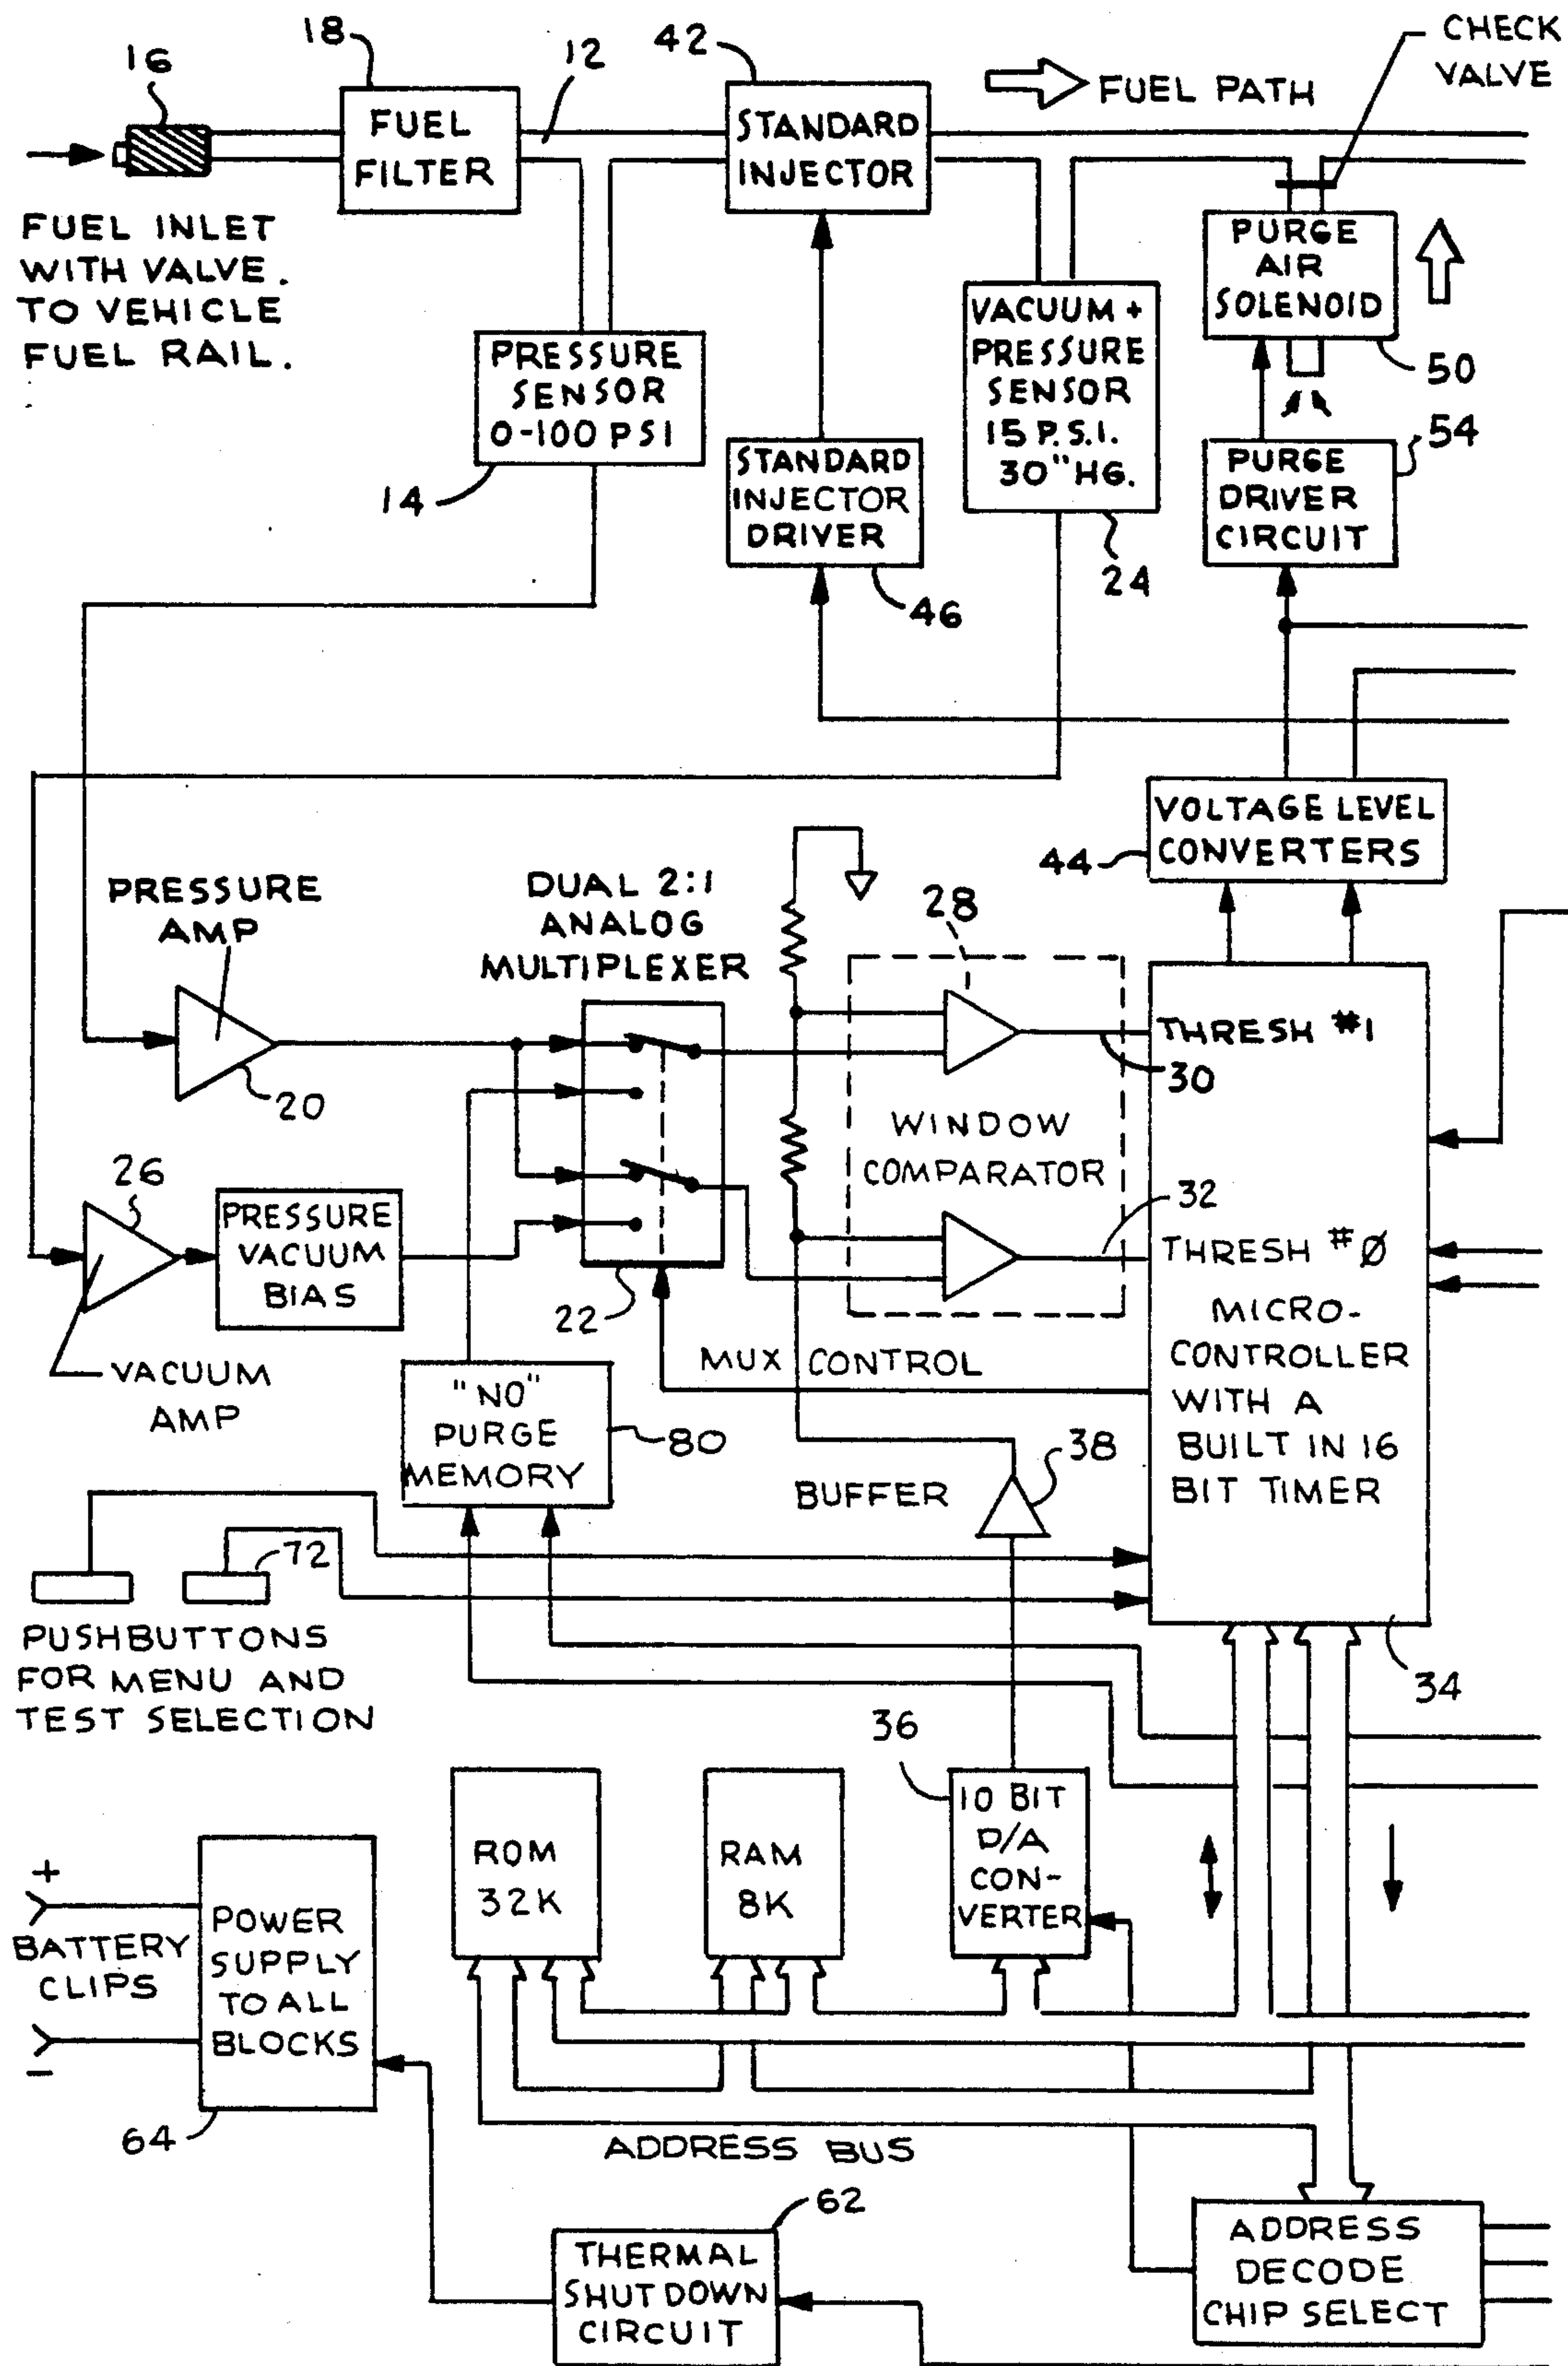 16
18
12
42
CHECK
VALVE
FUEL
FILTER
STANDARD
INJECTOR
FUEL PATH
FUEL INLET
WITH VALVE.
TO VEHICLE
FUEL RAIL.
PURGE
AIR
SOLENOID
50
PRESSURE
SENSOR
0-100 PSI
14
VACUUM +
PRESSURE
SENSOR
15 P.S.I.
30" HG.
24
STANDARD
INJECTOR
DRIVER
46
PURGE
DRIVER
CIRCUIT
54
VOLTAGE LEVEL
CONVERTERS
44
PRESSURE
AMP
20
DUAL 2:1
ANALOG
MULTIPLEXER
28
THRESH #1
30
WINDOW
COMPARATOR
26
PRESSURE
VACUUM
BIAS
22
32
THRESH #Ø
MICRO-
CONTROLLER
WITH A
BUILT IN 16
BIT TIMER
34
VACUUM
AMP
MUX CONTROL
"NO"
PURGE
MEMORY
80
BUFFER
38
72
PUSHBUTTONS
FOR MENU AND
TEST SELECTION
36
ROM
32K
RAM
8K
10 BIT
D/A
CON-
VERTER
+
BATTERY
CLIPS
-
POWER
SUPPLY
TO ALL
BLOCKS
64
ADDRESS BUS
62
THERMAL
SHUT DOWN
CIRCUIT
ADDRESS
DECODE
CHIP SELECT